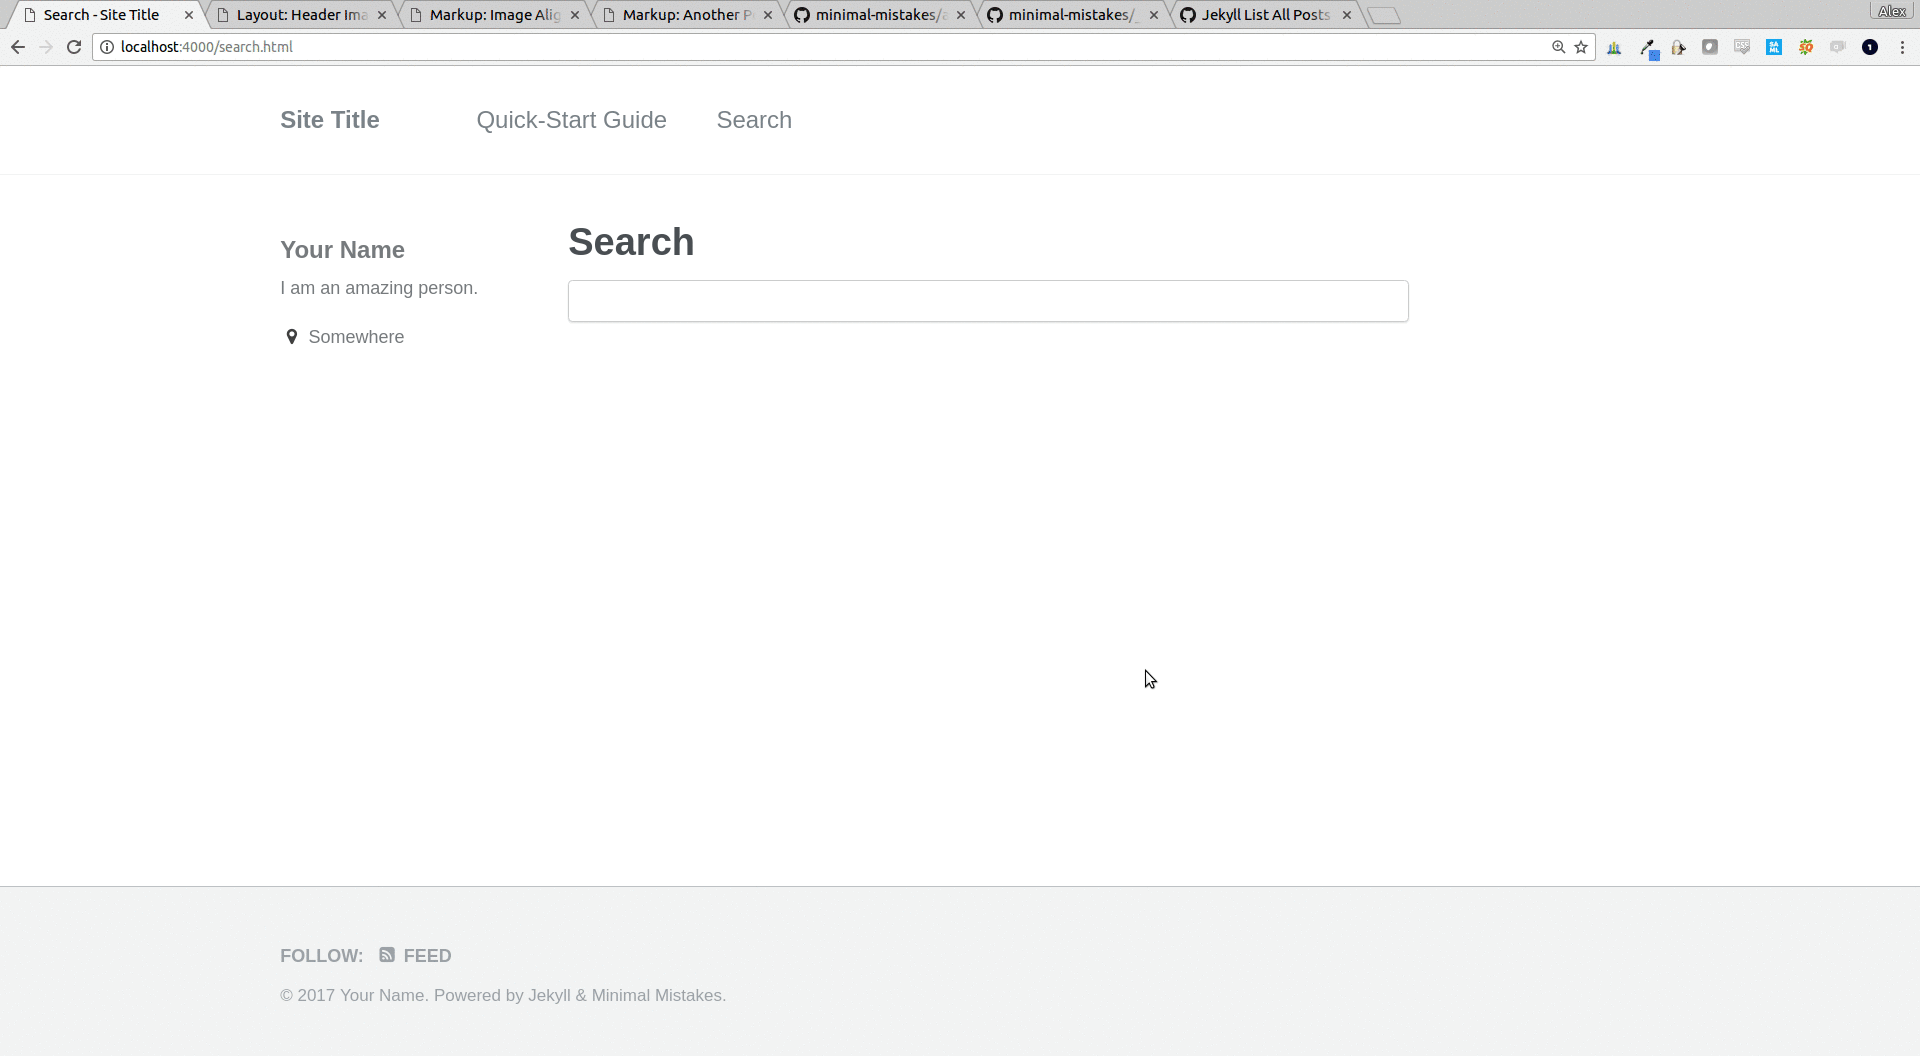 Search - Site Title
Layout: Header Ima
Markup: Image Alig
Markup: Another P
minimal-mistakes/a
minimal-mistakes/_
Jekyll List All Posts
Alex
localhost:4000/search.html
Site Title
Quick-Start Guide
Search
Your Name
I am an amazing person.
Somewhere
Search
FOLLOW: FEED
© 2017 Your Name. Powered by Jekyll & Minimal Mistakes.